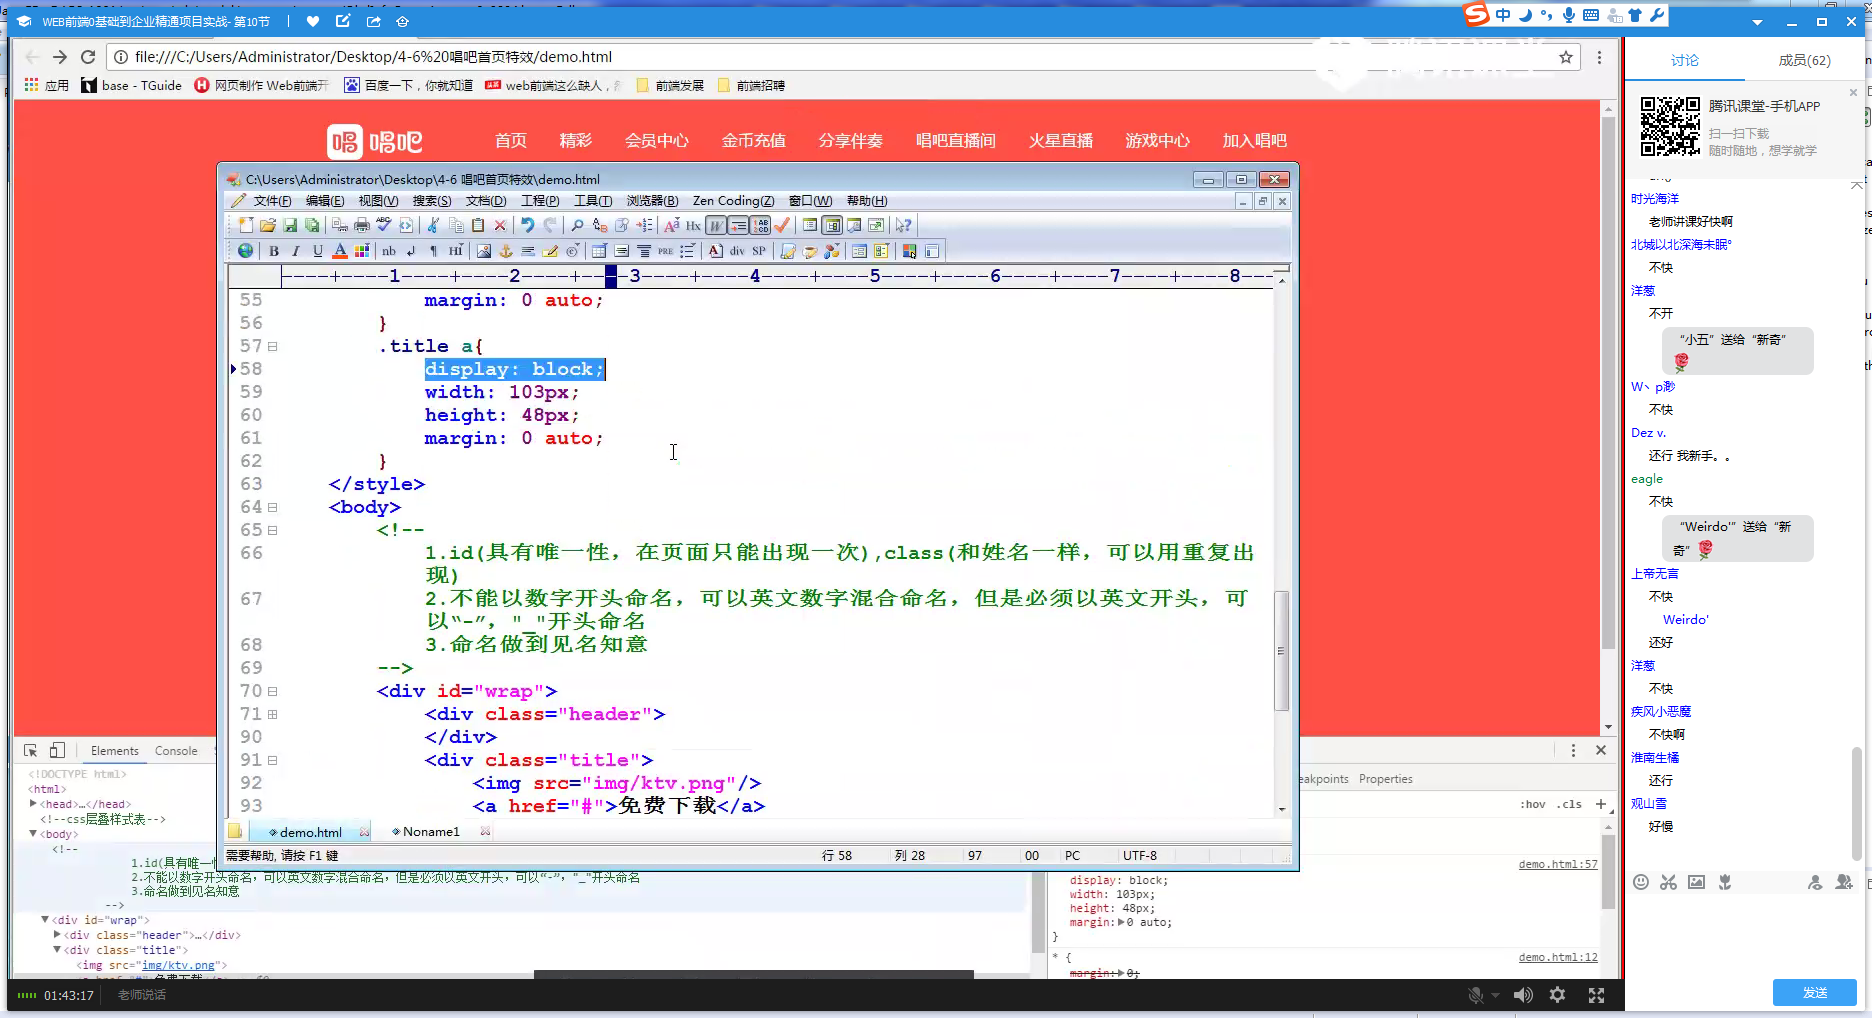 WEB前端0基础到企业精通项目实战- 第10节
中
file:///C:/Users/Administrator/Desktop/4-6%20唱吧首页特效/demo.html
应用
base - TGuide
网页制作 Web前端开
百度一下，你就知道
web前端这么缺人，
前端发展
前端招聘
唱吧
首页
精彩
会员中心
金币充值
分享伴奏
唱吧直播间
火星直播
游戏中心
加入唱吧
C:\Users\Administrator\Desktop\4-6 唱吧首页特效\demo.html
文件(F) 编辑(E) 视图(V) 搜索(S) 文档(D) 工程(P) 工具(T) 浏览器(B) Zen Coding(Z) 窗口(W) 帮助(H)
B I U A nb HI PRE A div SP
----+----1----+----2----+----3----+----4----+----5----+----6----+----7----+----8---
55 margin: 0 auto;
56 }
57 .title a{
58 display: block;
59 width: 103px;
60 height: 48px;
61 margin: 0 auto;
62 }
63 </style>
64 <body>
65 <!--
66 1.id(具有唯一性，在页面只能出现一次),class(和姓名一样，可以用重复出
现)
67 2.不能以数字开头命名，可以英文数字混合命名，但是必须以英文开头，可
以“-”，"_"开头命名
68 3.命名做到见名知意
69 -->
70 <div id="wrap">
71 <div class="header">
90 </div>
91 <div class="title">
92 <img src="img/ktv.png"/>
93 <a href="#">免费下载</a>
demo.html
Noname1
需要帮助, 请按 F1 键
行 58
列 28
97
00
PC
UTF-8
Elements
Console
<!DOCTYPE html>
<html>
<head>…</head>
<!--css层叠样式表-->
<body>
<!--
1.id(具有唯一性
2.不能以数字开头命名，可以英文数字混合命名，但是必须以英文开头，可以“-”，"_"开头命名
3.命名做到见名知意
-->
<div id="wrap">
<div class="header">…</div>
<div class="title">
<img src="img/ktv.png">
eakpoints
Properties
:hov .cls +
demo.html:57
display: block;
width: 103px;
height: 48px;
margin: 0 auto;
}
* {
demo.html:12
margin: 0;
01:43:17
老师说话
讨论
成员(62)
腾讯课堂-手机APP
扫一扫下载
随时随地，想学就学
时光海洋
老师讲课好快啊
北城以北深海未眠°
不快
洋葱
不开
“小五”送给“新奇”
W丶p渺
不快
Dez v.
还行 我新手。。
eagle
不快
“Weirdo'”送给“新
奇”
上帝无言
不快
Weirdo'
还好
洋葱
不快
疾风小恶魔
不快啊
淮南生橘
还行
观山雪
好慢
发送